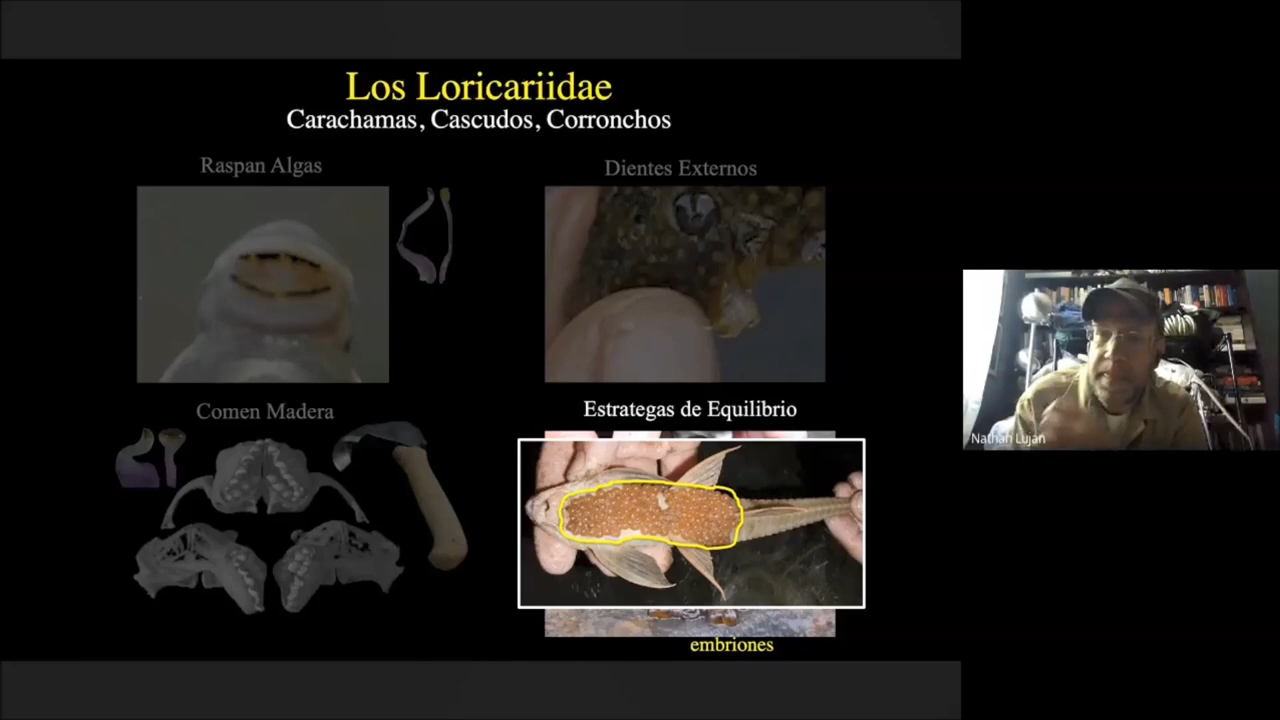 Los Loricariidae
Carachamas, Cascudos, Corronchos
Raspan Algas
Dientes Externos
Comen Madera
Estrategas de Equilibrio
embriones
Nathan Lujan